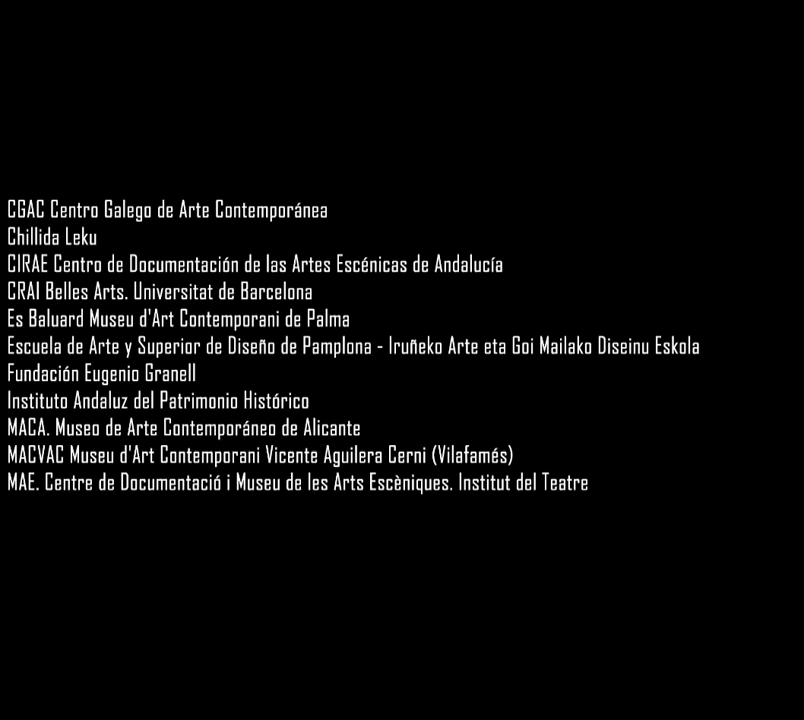 CGAC Centro Galego de Arte Contemporánea
Chillida Leku
CIRAE Centro de Documentación de las Artes Escénicas de Andalucía
CRAI Belles Arts. Universitat de Barcelona
Es Baluard Museu d'Art Contemporani de Palma
Escuela de Arte y Superior de Diseño de Pamplona - Iruñeko Arte eta Goi Mailako Diseinu Eskola
Fundación Eugenio Granell
Instituto Andaluz del Patrimonio Histórico
MACA. Museo de Arte Contemporáneo de Alicante
MACVAC Museu d'Art Contemporani Vicente Aguilera Cerni (Vilafamés)
MAE. Centre de Documentació i Museu de les Arts Escèniques. Institut del Teatre